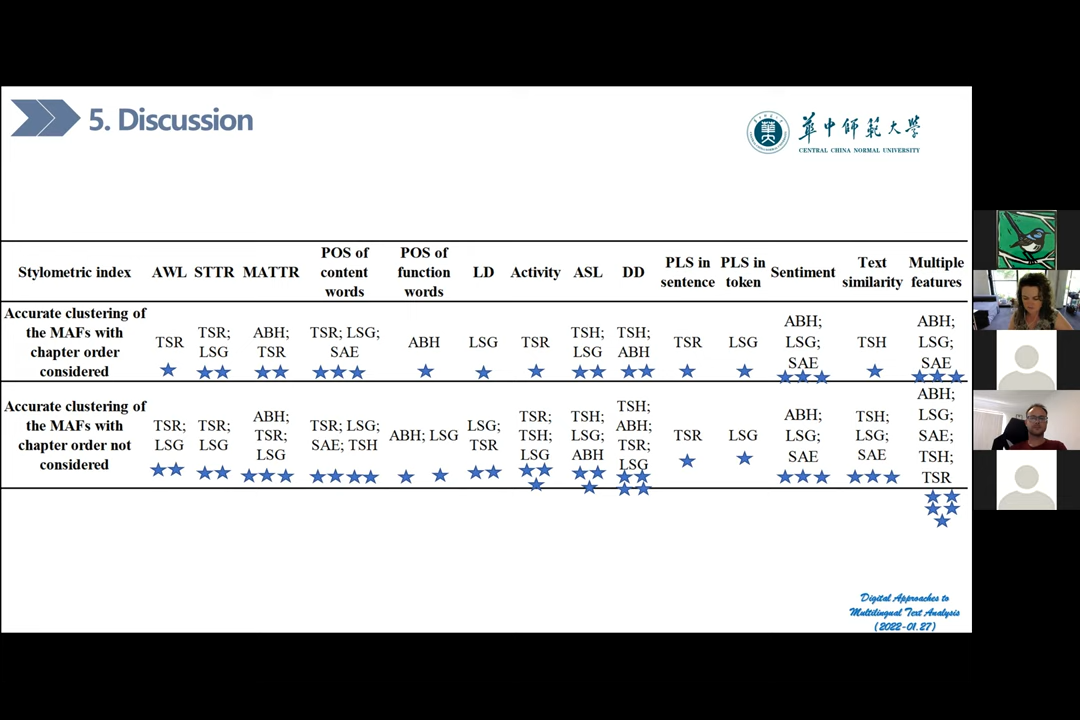 5. Discussion
華中師範大學
CENTRAL CHINA NORMAL UNIVERSITY
Stylometric index
AWL
STTR
MATTR
POS of
content
words
POS of
function
words
LD
Activity
ASL
DD
PLS in
sentence
PLS in
token
Sentiment
Text
similarity
Multiple
features
Accurate clustering of
the MAFs with
chapter order
considered
TSR
TSR;
LSG
ABH;
TSR
TSR; LSG;
SAE
ABH
LSG
TSR
TSH;
LSG
TSH;
ABH
TSR
LSG
ABH;
LSG;
SAE
TSH
ABH;
LSG;
SAE
Accurate clustering of
the MAFs with
chapter order not
considered
TSR;
LSG
TSR;
LSG
ABH;
TSR;
LSG
TSR; LSG;
SAE; TSH
ABH; LSG
LSG;
TSR
TSR;
TSH;
LSG
TSH;
LSG;
ABH
TSH;
ABH;
TSR;
LSG
TSR
LSG
ABH;
LSG;
SAE
TSH;
LSG;
SAE
ABH;
LSG;
SAE;
TSH;
TSR
Digital Approaches to
Multilingual Text Analysis
(2022-01.27)